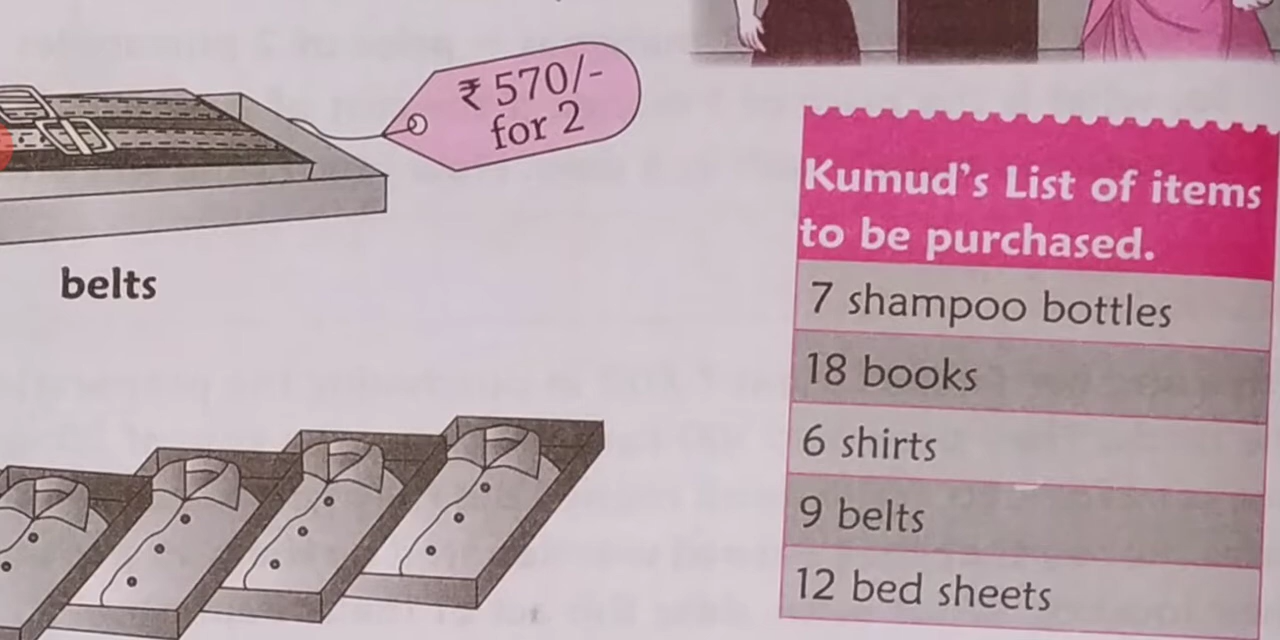 ₹ 570/-
for 2
belts
Kumud's List of items
to be purchased.
7 shampoo bottles
18 books
6 shirts
9 belts
12 bed sheets